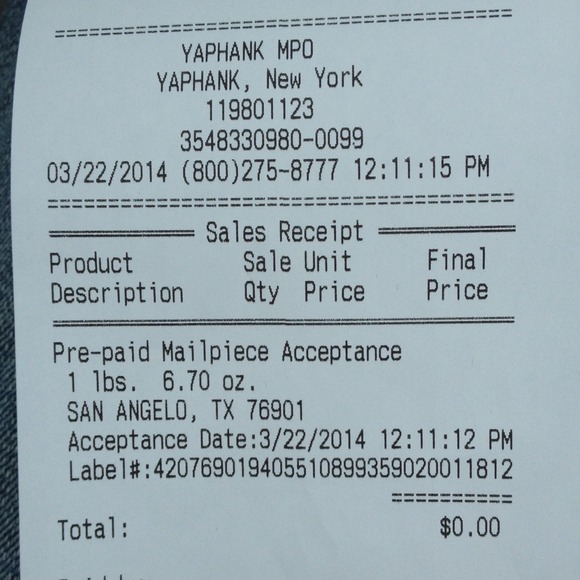 YAPHANK MPO
YAPHANK, New York
119801123
3548330980-0099
03/22/2014 (800)275-8777 12:11:15 PM
Sales Receipt
Product Sale Unit Final
Description Qty Price Price
Pre-paid Mailpiece Acceptance
1 lbs. 6.70 oz.
SAN ANGELO, TX 76901
Acceptance Date:3/22/2014 12:11:12 PM
Label#:420769019405510899359020011812
Total: $0.00